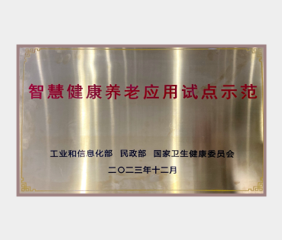 智慧健康养老应用试点示范
工业和信息化部 民政部 国家卫生健康委员会
二〇二三年十二月